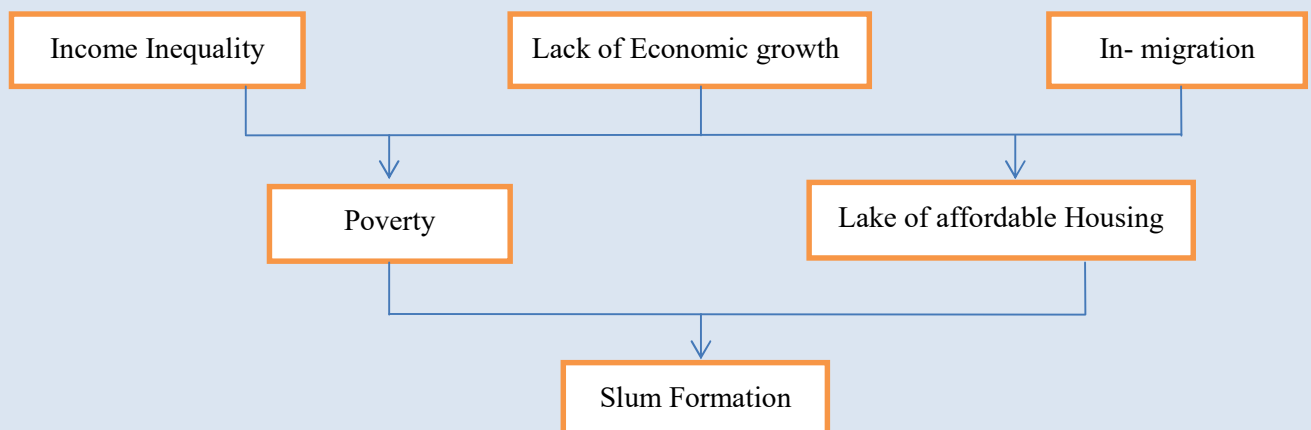 Income Inequality
Lack of Economic growth
In- migration
Poverty
Lake of affordable Housing
Slum Formation